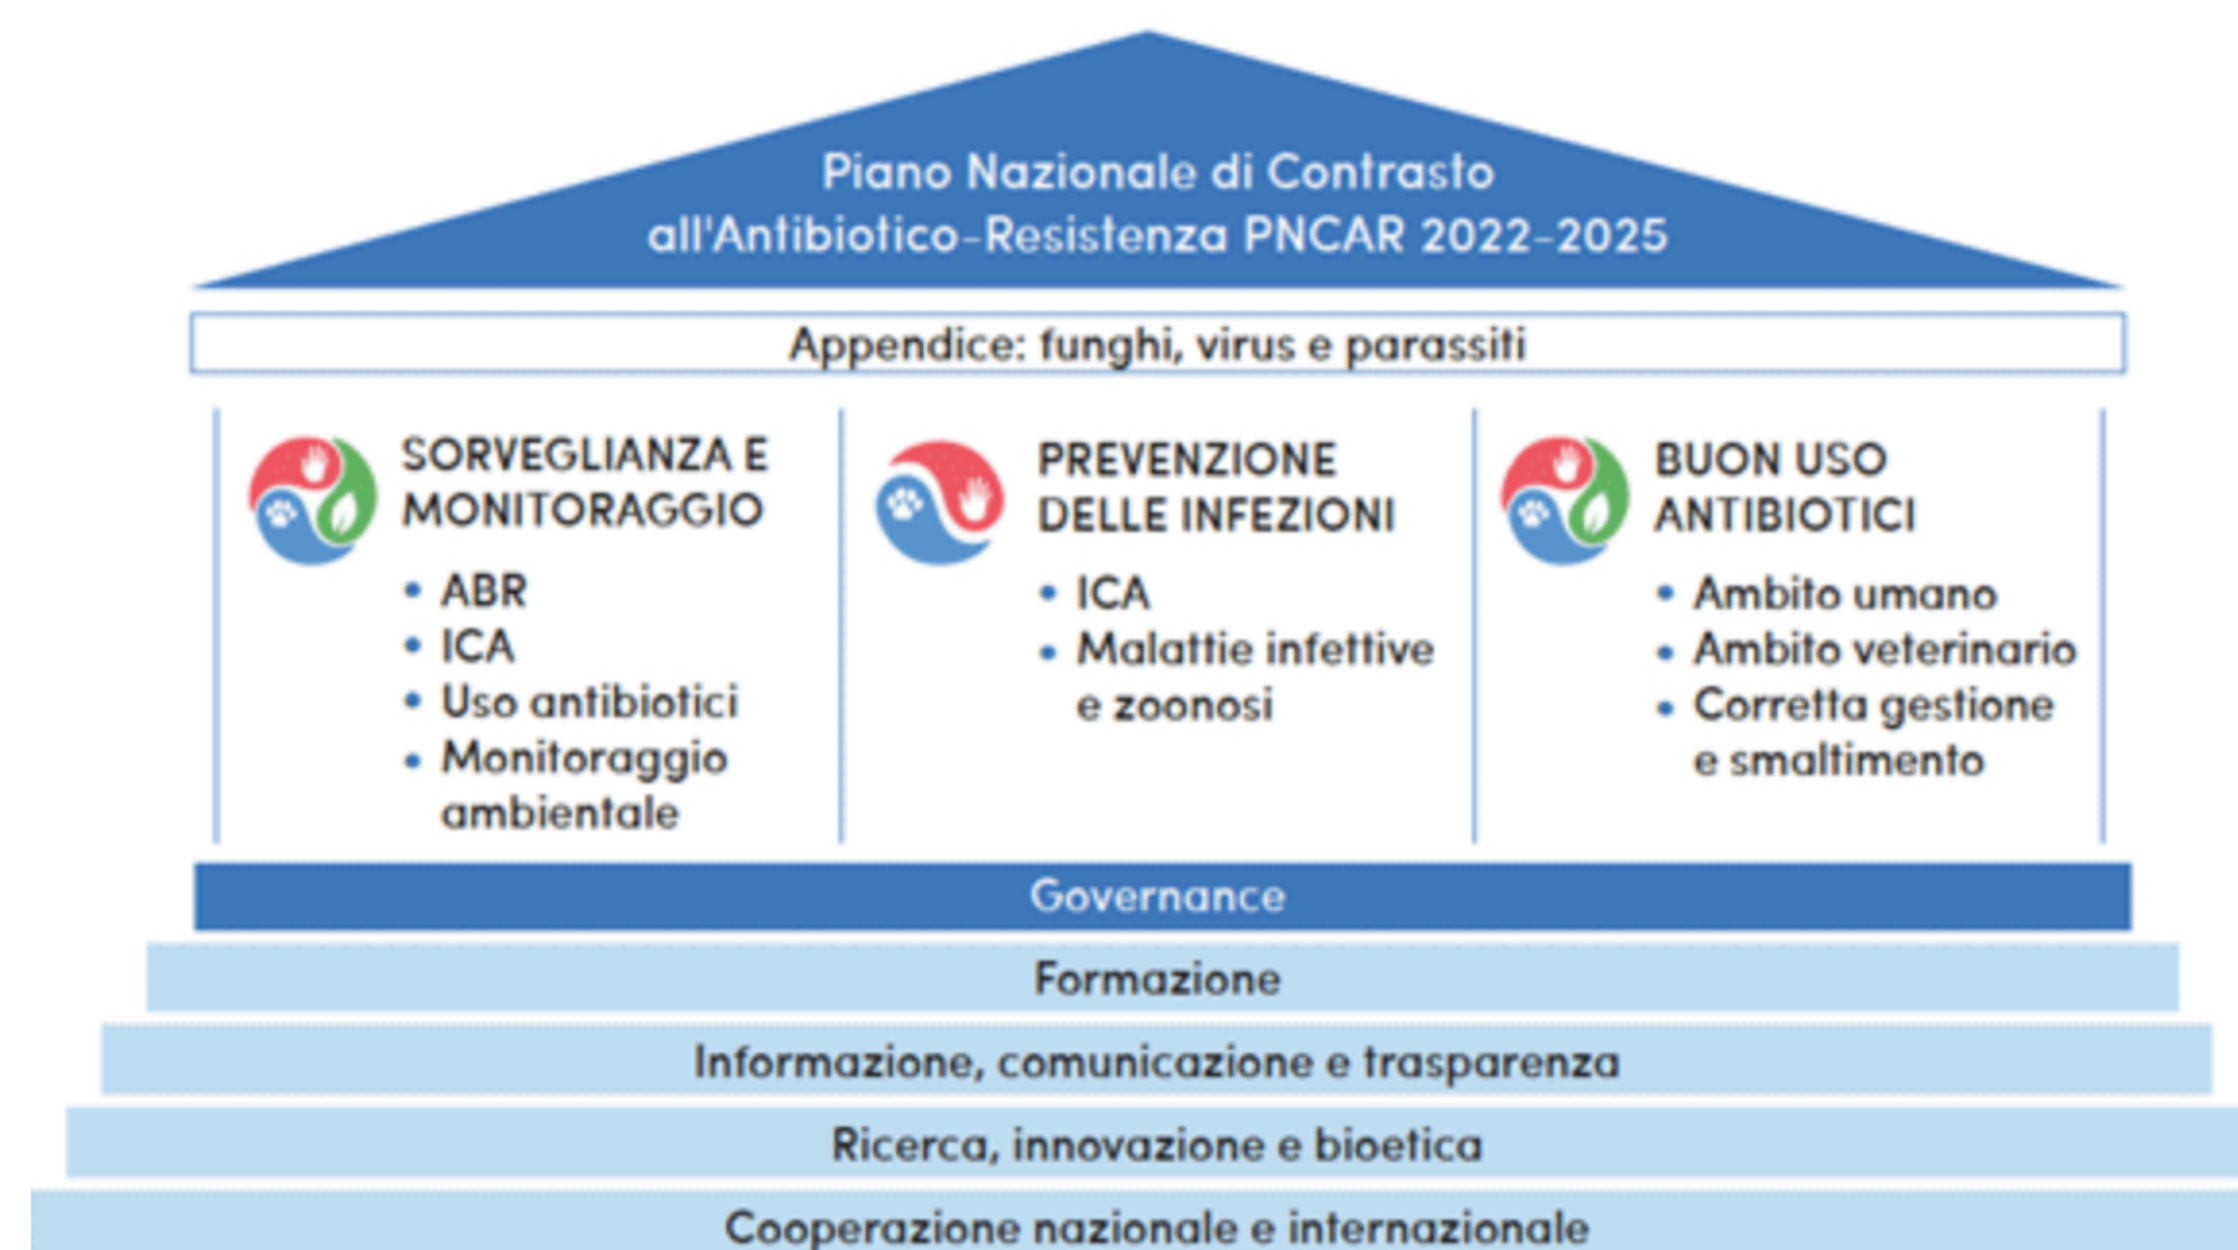 Piano Nazionale di Contrasto
all'Antibiotico-Resistenza PNCAR 2022-2025
Appendice: funghi, virus e parassiti
SORVEGLIANZA E
MONITORAGGIO
• ABR
• ICA
• Uso antibiotici
• Monitoraggio
ambientale
PREVENZIONE
DELLE INFEZIONI
• ICA
• Malattie infettive
e zoonosi
BUON USO
ANTIBIOTICI
• Ambito umano
• Ambito veterinario
• Corretta gestione
e smaltimento
Governance
Formazione
Informazione, comunicazione e trasparenza
Ricerca, innovazione e bioetica
Cooperazione nazionale e internazionale